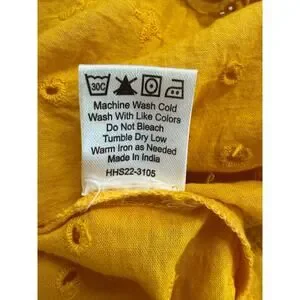 30C
Machine Wash Cold
Wash With Like Colors
Do Not Bleach
Tumble Dry Low
Warm Iron as Needed
Made In India
HHS22-3105